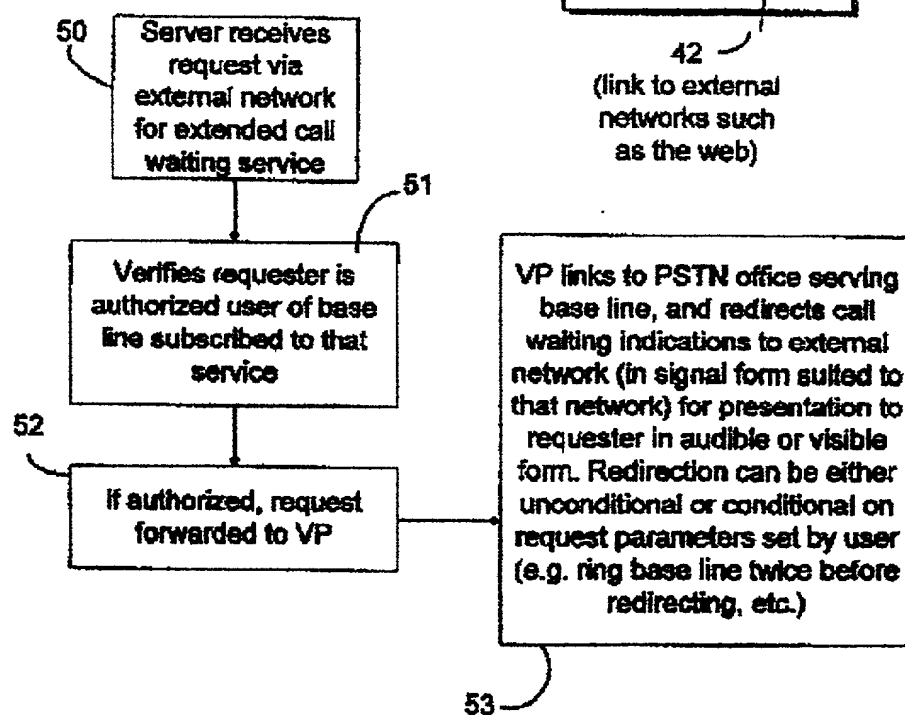 50
Server receives
request via
external network
for extended call
waiting service
42
(link to external
networks such
as the web)
51
Verifies requester is
authorized user of base
line subscribed to that
service
52
If authorized, request
forwarded to VP
VP links to PSTN office serving
base line, and redirects call
waiting indications to external
network (in signal form suited to
that network) for presentation to
requester in audible or visible
form. Redirection can be either
unconditional or conditional on
request parameters set by user
(e.g. ring base line twice before
redirecting, etc.)
53